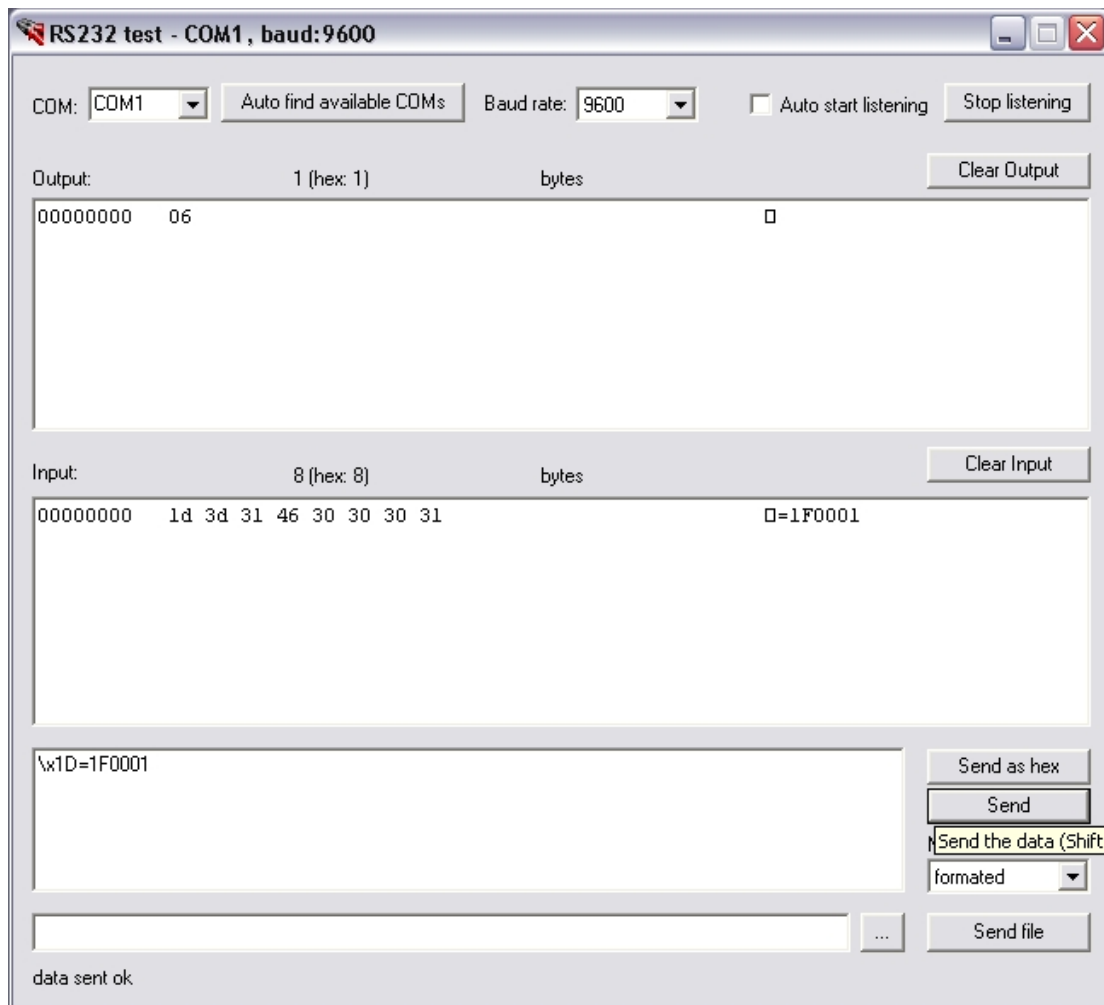 RS232 test - COM1, baud:9600
COM: COM1 Auto find available COMs Baud rate: 9600 Auto start listening Stop listening
Output: 1 (hex: 1) bytes Clear Output
00000000 06 □
Input: 8 (hex: 8) bytes Clear Input
00000000 1d 3d 31 46 30 30 30 31 □=1F0001
\x1D=1F0001
Send as hex
Send
Send the data (Shift
formated
... Send file
data sent ok